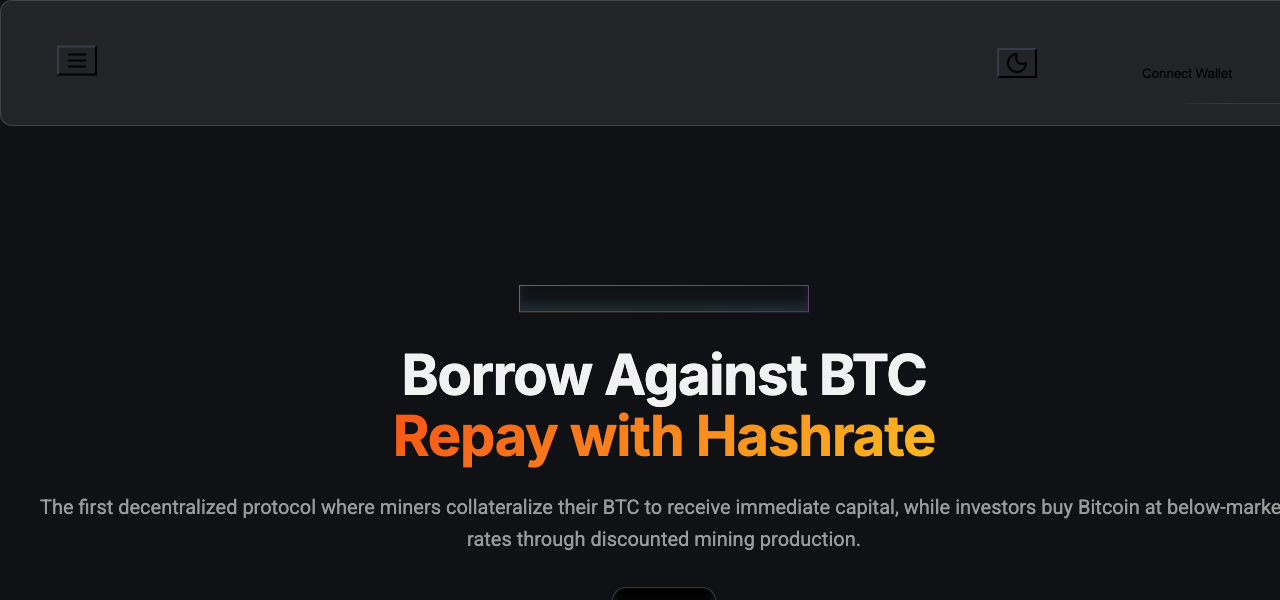 Connect Wallet
Borrow Against BTC
Repay with Hashrate
The first decentralized protocol where miners collateralize their BTC to receive immediate capital, while investors buy Bitcoin at below-marke
rates through discounted mining production.